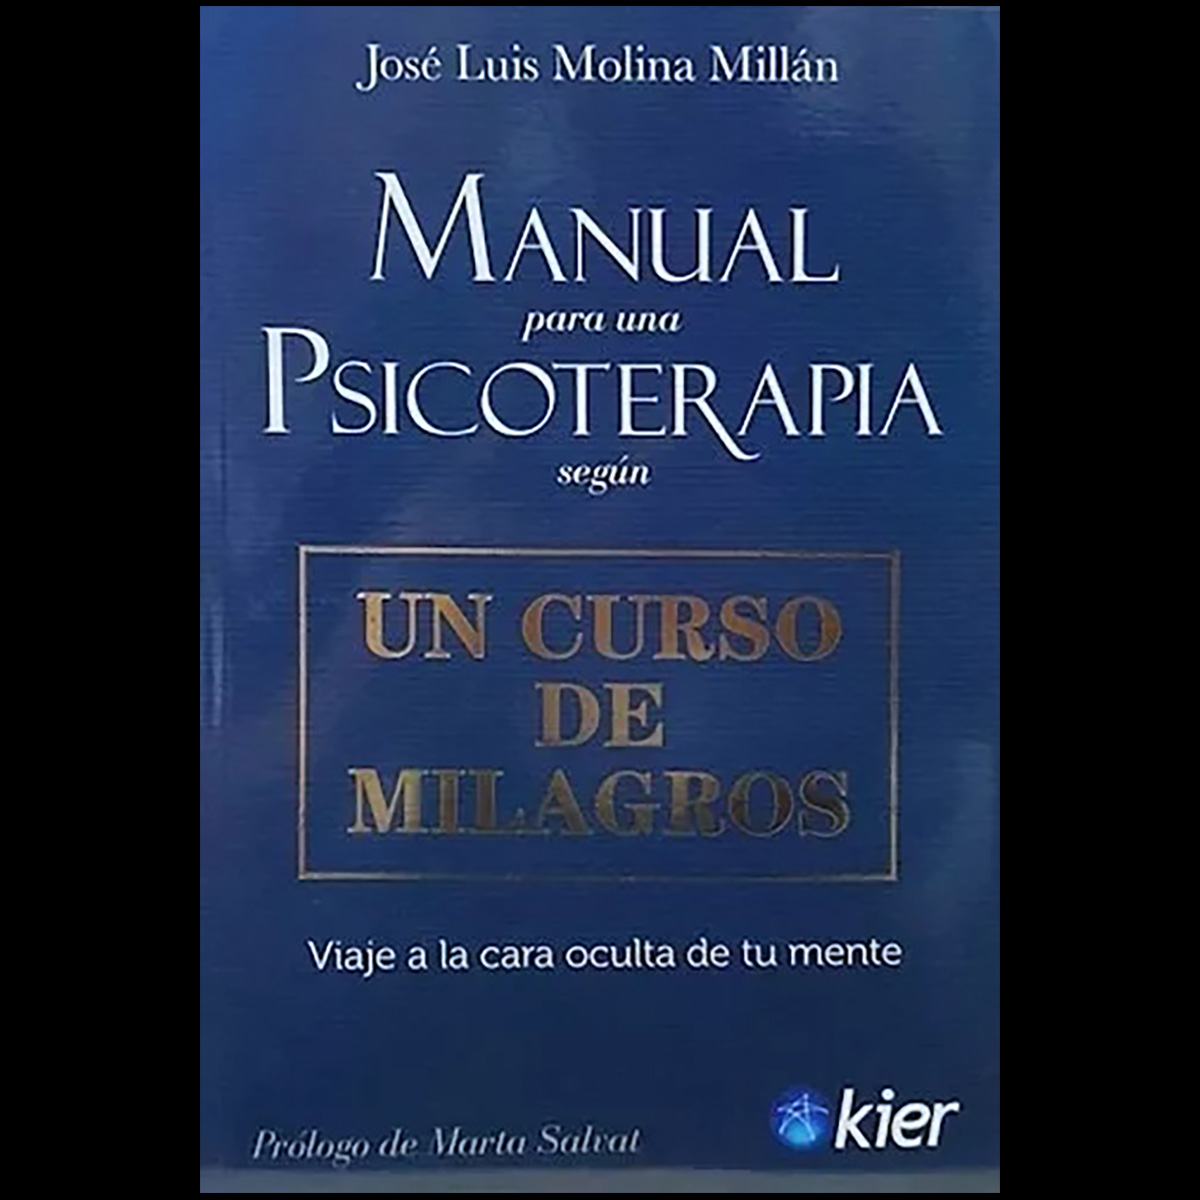 José Luis Molina Millán
MANUAL
para una
PSICOTERAPIA
según
UN CURSO
DE
MILAGROS
Viaje a la cara oculta de tu mente
kier
Prólogo de Marta Salvat